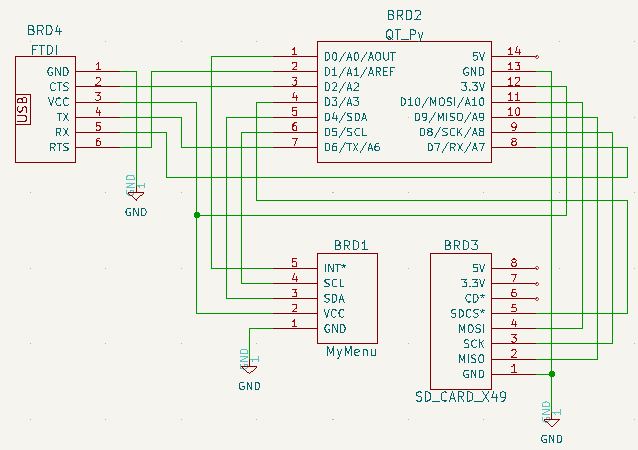 BRD4
FTDI
USB
GND 1
CTS 2
VCC 3
TX 4
RX 5
RTS 6
GND
1
GND
BRD2
QT_Py
1 D0/A0/AOUT 5V 14
2 D1/A1/AREF GND 13
3 D2/A2 3.3V 12
4 D3/A3 D10/MOSI/A10 11
5 D4/SDA D9/MISO/A9 10
6 D5/SCL D8/SCK/A8 9
7 D6/TX/A6 D7/RX/A7 8
BRD1
5 INT*
4 SCL
3 SDA
2 VCC
1 GND
MyMenu
GND
1
GND
BRD3
5V 8
3.3V 7
CD* 6
SDCS* 5
MOSI 4
SCK 3
MISO 2
GND 1
SD_CARD_X49
GND
1
GND